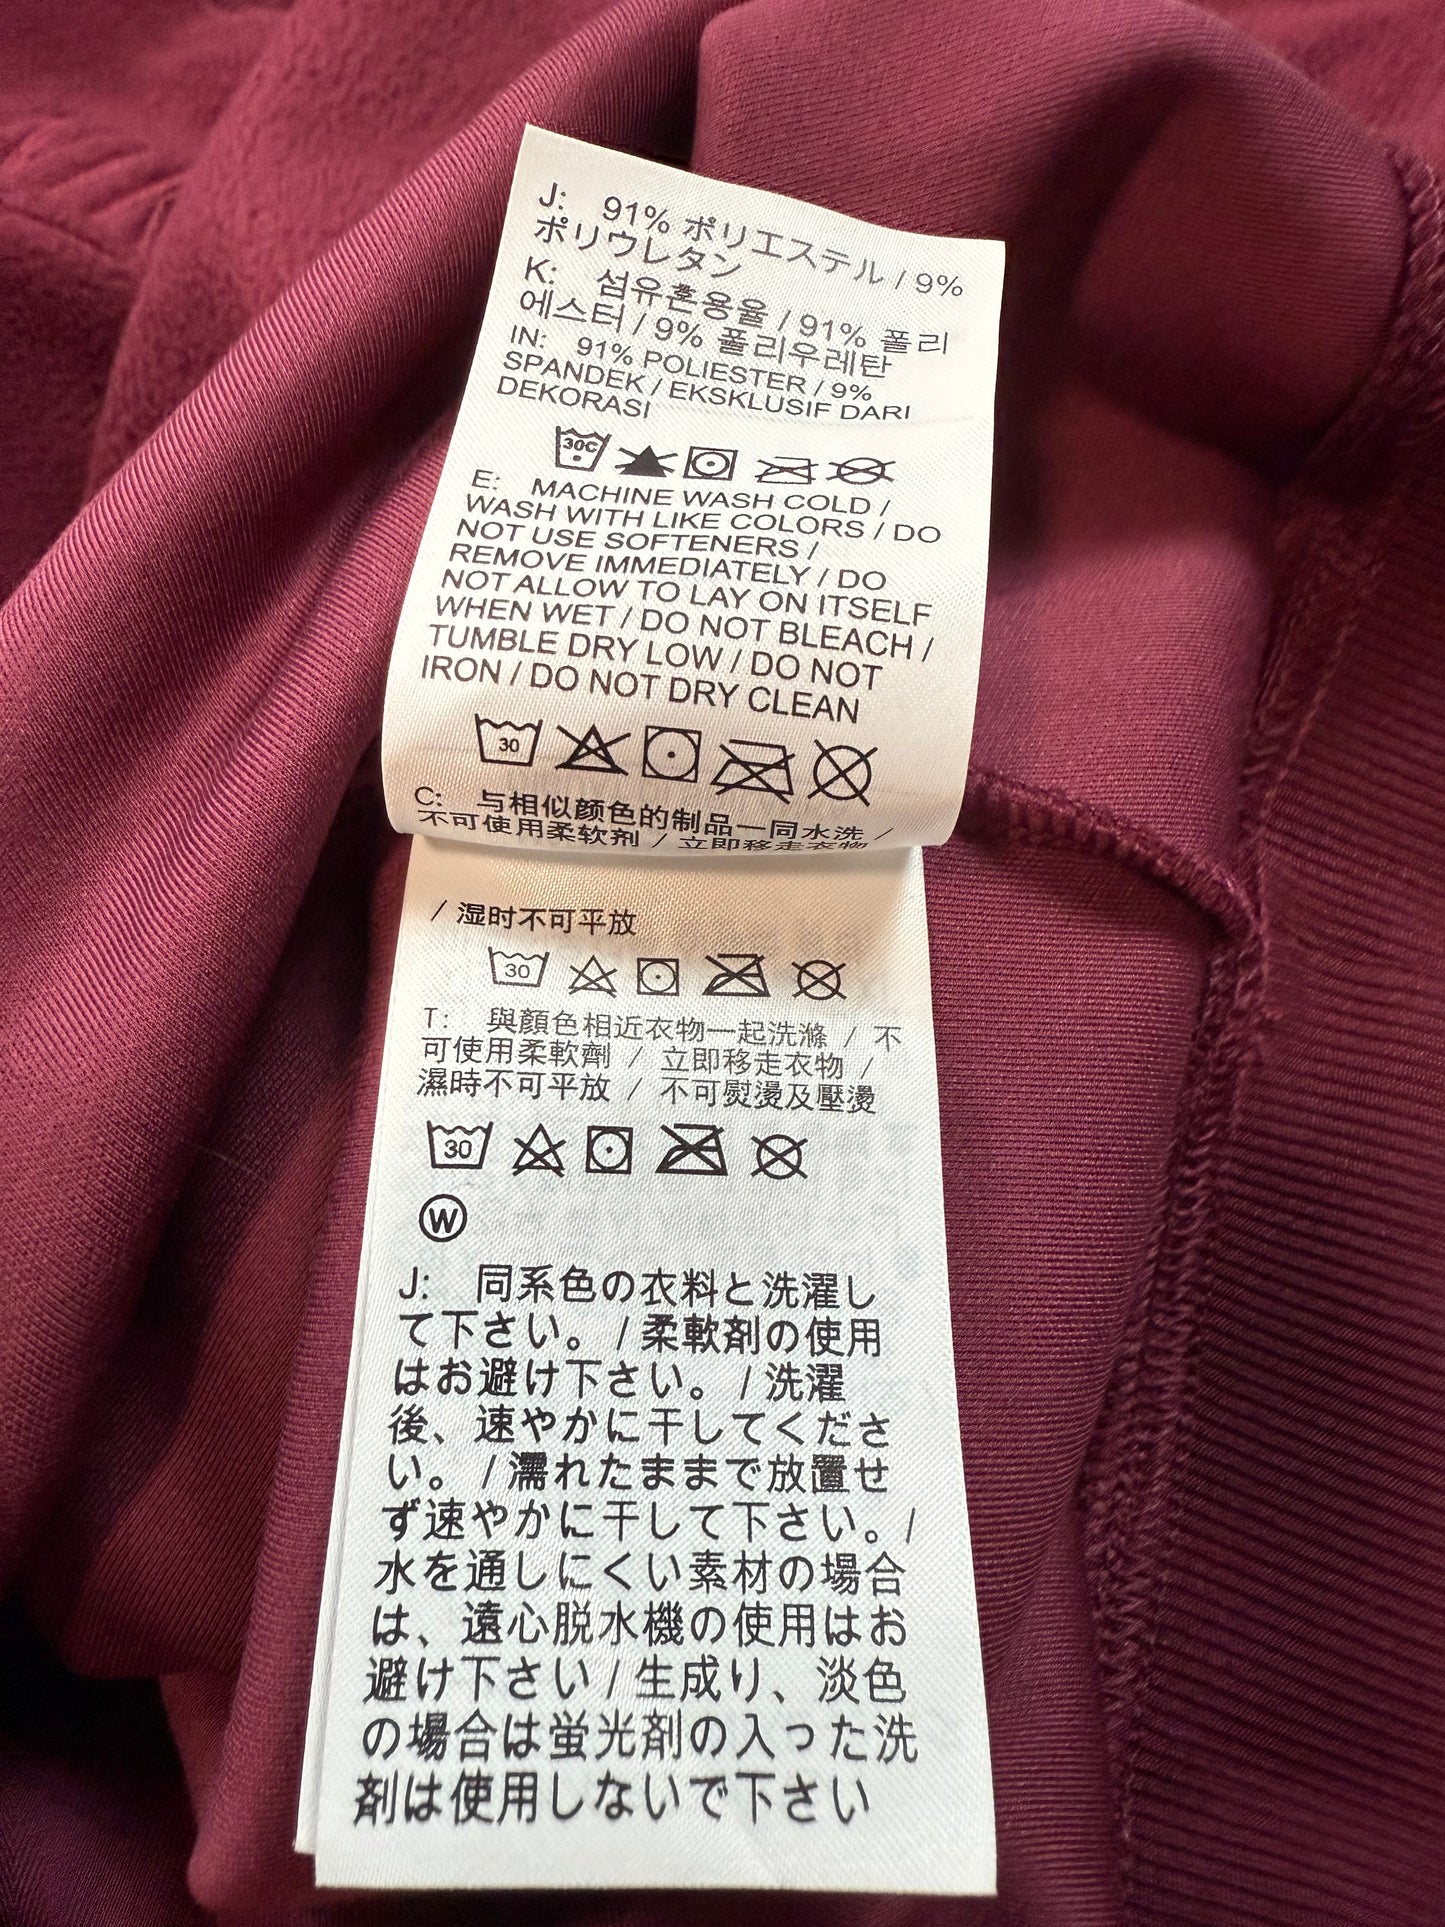 J: 91% ポリエステル / 9%
ポリウレタン
K: 섬유혼용율 / 91% 폴리
에스터 / 9% 폴리우레탄
IN: 91% POLIESTER / 9%
SPANDEK / EKSKLUSIF DARI
DEKORASI
30C
E: MACHINE WASH COLD /
WASH WITH LIKE COLORS / DO
NOT USE SOFTENERS /
REMOVE IMMEDIATELY / DO
NOT ALLOW TO LAY ON ITSELF
WHEN WET / DO NOT BLEACH /
TUMBLE DRY LOW / DO NOT
IRON / DO NOT DRY CLEAN
30
C: 与相似颜色的制品一同水洗 /
不可使用柔软剂 / 立即移走衣物
/ 湿时不可平放
30
T: 與顏色相近衣物一起洗滌 / 不
可使用柔軟劑 / 立即移走衣物 /
濕時不可平放 / 不可熨燙及壓燙
30
W
J: 同系色の衣料と洗濯し
て下さい。 / 柔軟剤の使用
はお避け下さい。 / 洗濯
後、速やかに干してくださ
い。 / 濡れたままで放置せ
ず速やかに干して下さい。/
水を通しにくい素材の場合
は、遠心脱水機の使用はお
避け下さい / 生成り、淡色
の場合は蛍光剤の入った洗
剤は使用しないで下さい